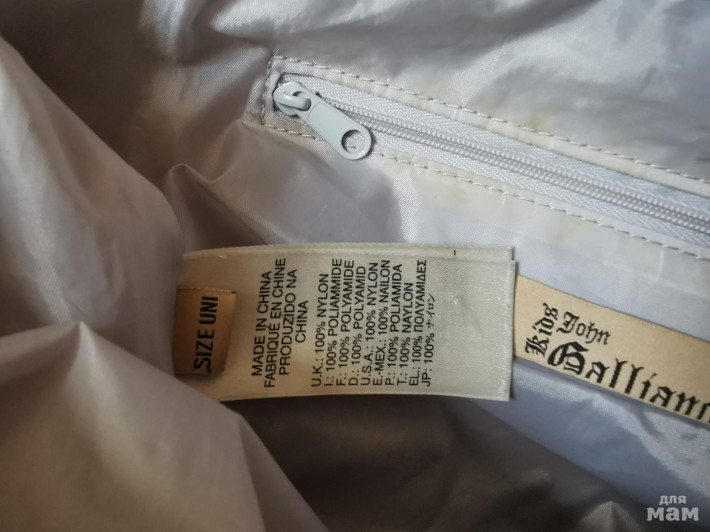 SIZE UNI
MADE IN CHINA
FABRIQUÉ EN CHINE
PRODUZIDO NA
CHINA
U.K.: 100% NYLON
I.: 100% POLIAMMIDE
F.: 100% POLYAMIDE
D.: 100% POLYAMID
U.S.A.: 100% NYLON
E.-MEX.: 100% NAILON
P.: 100% POLIAMIDA
T.: 100% NAYLON
EL.: 100% ΠΟΛΥΑΜΙΔΕΣ
JP.: 100% ナイロン
Kids John
Galliano
для
мам